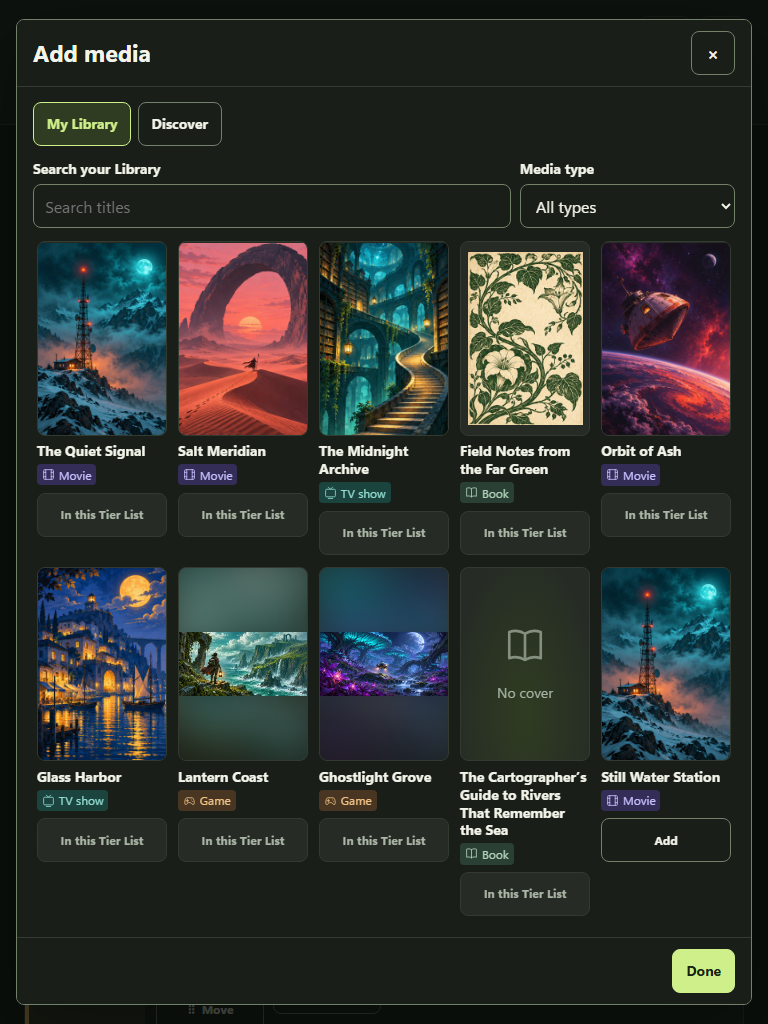 Add media
×
My Library
Discover
Search your Library
Media type
Search titles
All types
The Quiet Signal
Movie
In this Tier List
Salt Meridian
Movie
In this Tier List
The Midnight
Archive
TV show
In this Tier List
Field Notes from
the Far Green
Book
In this Tier List
Orbit of Ash
Movie
In this Tier List
Glass Harbor
TV show
In this Tier List
Lantern Coast
Game
In this Tier List
Ghostlight Grove
Game
In this Tier List
No cover
The Cartographer’s
Guide to Rivers
That Remember
the Sea
Book
In this Tier List
Still Water Station
Movie
Add
Done
Move